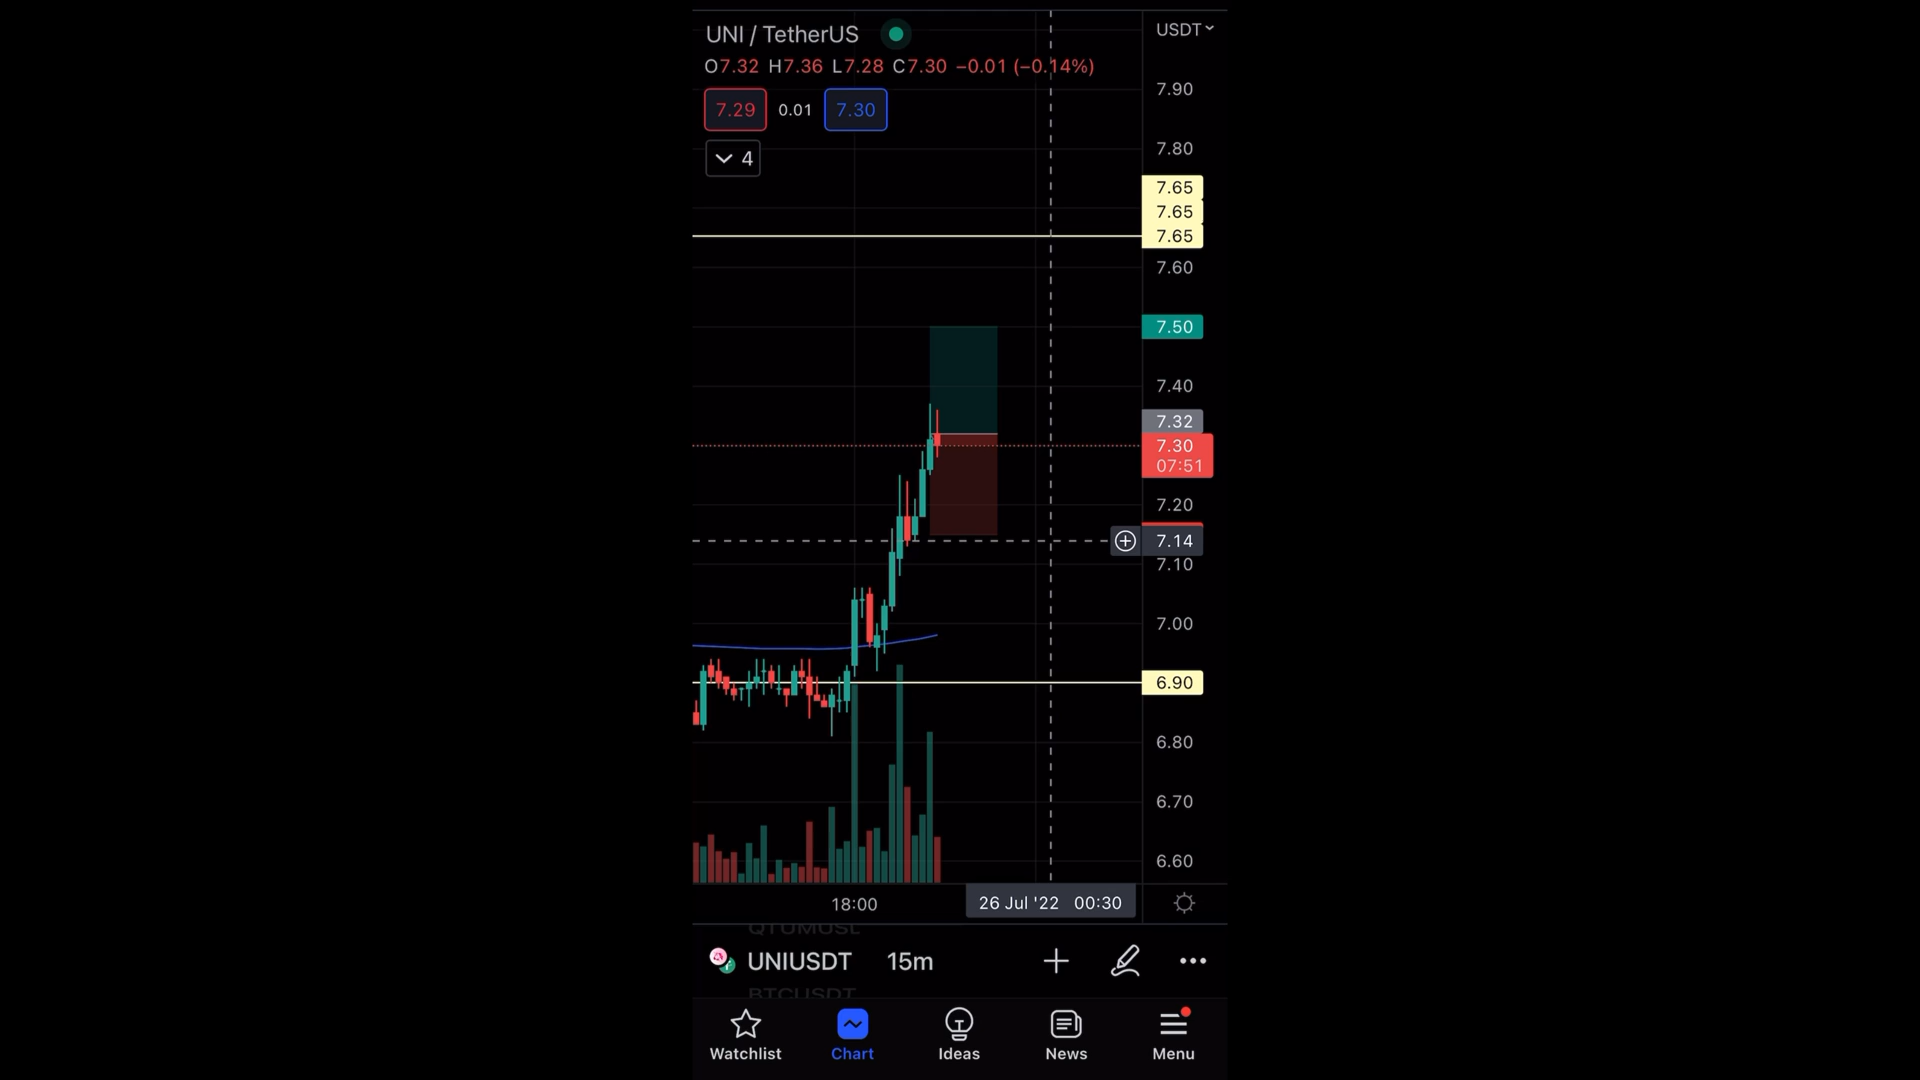 UNI / TetherUS
USDT
O7.32 H7.36 L7.28 C7.30 −0.01 (−0.14%)
7.29 0.01 7.30
4
7.90
7.80
7.65
7.65
7.65
7.60
7.50
7.40
7.32
7.30
07:51
7.20
7.14
7.10
7.00
6.90
6.80
6.70
6.60
18:00
26 Jul '22 00:30
QTUMUSD
UNIUSDT 15m
BTCUSDT
Watchlist Chart Ideas News Menu